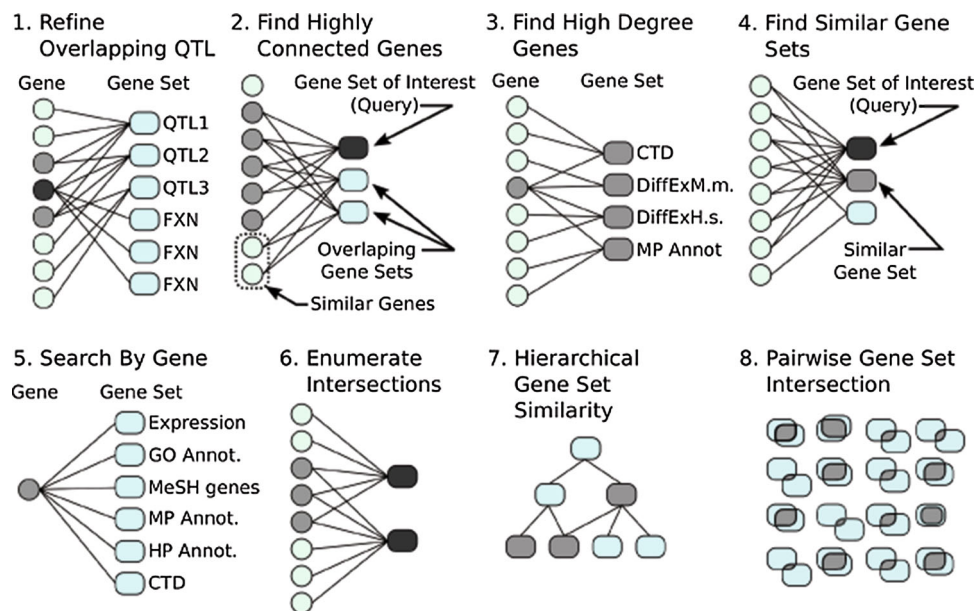 1. Refine
Overlapping QTL
Gene
Gene Set
QTL1
QTL2
QTL3
FXN
FXN
FXN
2. Find Highly
Connected Genes
Gene Set of Interest
(Query)
Overlaping
Gene Sets
Similar Genes
3. Find High Degree
Genes
Gene
Gene Set
CTD
DiffExM.m.
DiffExH.s.
MP Annot
4. Find Similar Gene
Sets
Gene Set of Interest
(Query)
Similar
Gene Set
5. Search By Gene
Gene
Gene Set
Expression
GO Annot.
MeSH genes
MP Annot.
HP Annot.
CTD
6. Enumerate
Intersections
7. Hierarchical
Gene Set
Similarity
8. Pairwise Gene Set
Intersection